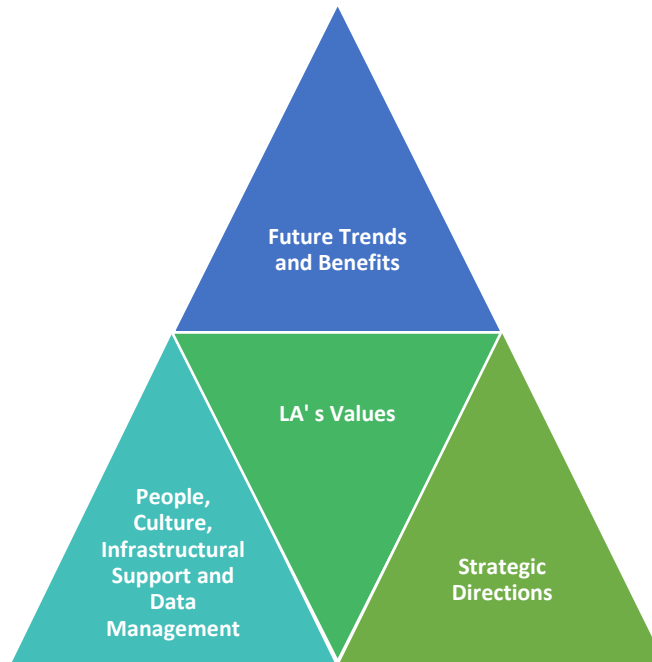 Future Trends
and Benefits
LA' s Values
People,
Culture,
Infrastructural
Support and
Data
Management
Strategic
Directions